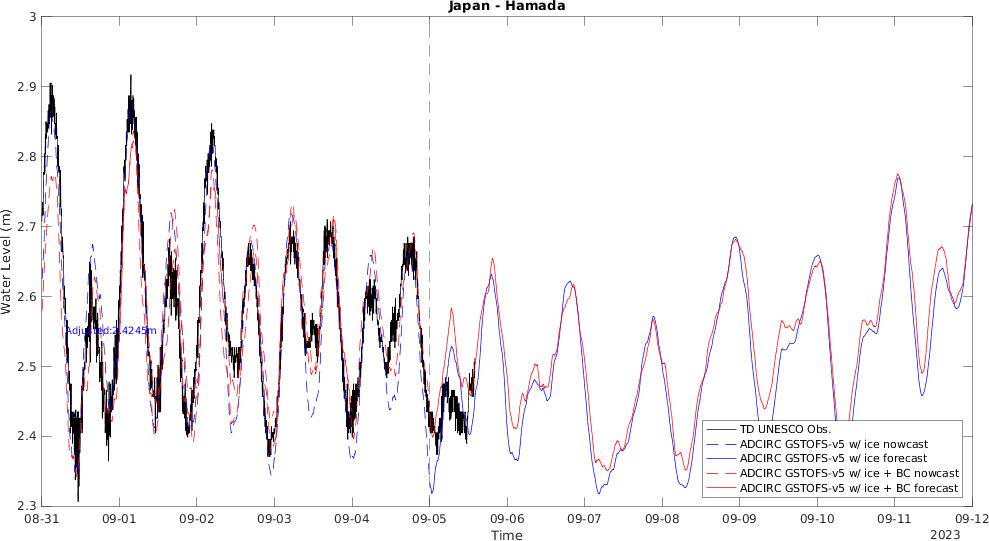 Japan - Hamada
Water Level (m)
3
2.9
2.8
2.7
2.6
2.5
2.4
2.3
Adjusted:2.4245m
TD UNESCO Obs.
ADCIRC GSTOFS-v5 w/ ice nowcast
ADCIRC GSTOFS-v5 w/ ice forecast
ADCIRC GSTOFS-v5 w/ ice + BC nowcast
ADCIRC GSTOFS-v5 w/ ice + BC forecast
08-31 09-01 09-02 09-03 09-04 09-05 09-06 09-07 09-08 09-09 09-10 09-11 09-12
Time
2023